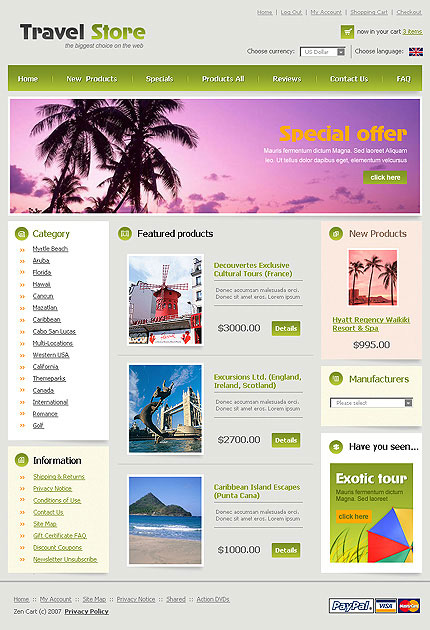 Home | Log Out | My Account | Shopping Cart | Checkout
Travel Store
the biggest choice on the web
now in your cart 3 items
Choose currency: US Dollar Choose language:
Home New Products Specials Products All Reviews Contact Us FAQ
Special offer
Mauris fermentum dictum Magna. Sed laoreet Aliquam
leo. Ut tellus dolor dapibus eget, elementum velcursus
click here
Category
Myrtle Beach
Aruba
Florida
Hawaii
Cancun
Mazatlan
Caribbean
Cabo San Lucas
Multi-Locations
Western USA
California
Themeparks
Canada
International
Romance
Golf
Information
Shipping & Returns
Privacy Notice
Conditions of Use
Contact Us
Site Map
Gift Certificate FAQ
Discount Coupons
Newsletter Unsubscribe
Featured products
Decouvertes Exclusive
Cultural Tours (France)
Donec accumsan malesuada orci.
Donec sit amet eros. Lorem ipsum
$3000.00 Details
Excursions Ltd. (England,
Ireland, Scotland)
Donec accumsan malesuada orci.
Donec sit amet eros. Lorem ipsum
$2700.00 Details
Caribbean Island Escapes
(Punta Cana)
Donec accumsan malesuada orci.
Donec sit amet eros. Lorem ipsum
$1000.00 Details
New Products
Hyatt Regency Waikiki
Resort & Spa
$995.00
Manufacturers
Please select
Have you seen...
Exotic tour
Mauris fermentum dictum
Magna. Sed laoreet
click here
Home :: My Account :: Site Map :: Privacy Notice :: Shared :: Action DVDs
Zen Cart (c) 2007 Privacy Policy
PayPal VISA MasterCard